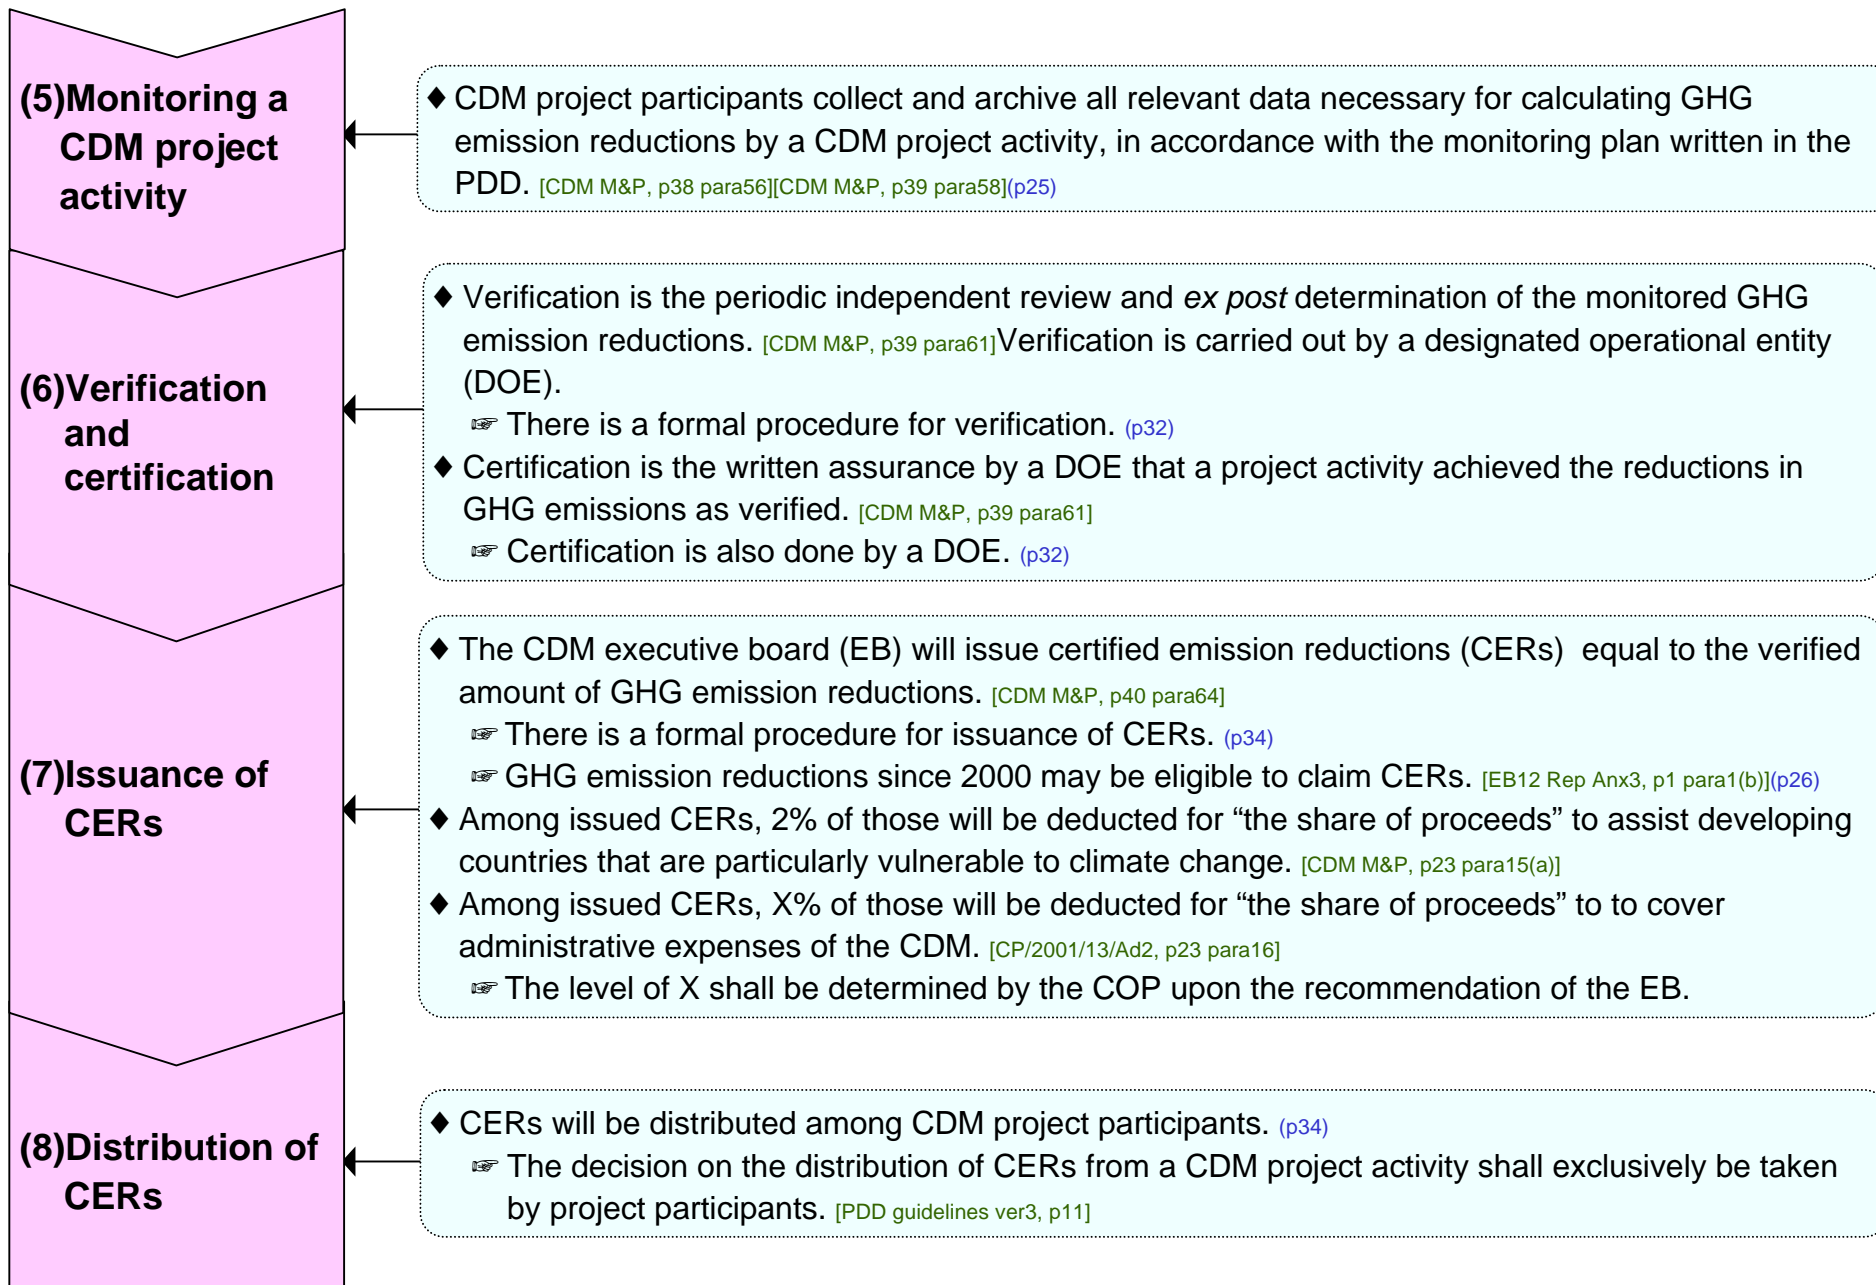 (5)Monitoring a
CDM project
activity
♦ CDM project participants collect and archive all relevant data necessary for calculating GHG
emission reductions by a CDM project activity, in accordance with the monitoring plan written in the
PDD. [CDM M&P, p38 para56][CDM M&P, p39 para58](p25)
(6)Verification
and
certification
♦ Verification is the periodic independent review and ex post determination of the monitored GHG
emission reductions. [CDM M&P, p39 para61]Verification is carried out by a designated operational entity
(DOE).
☞ There is a formal procedure for verification. (p32)
♦ Certification is the written assurance by a DOE that a project activity achieved the reductions in
GHG emissions as verified. [CDM M&P, p39 para61]
☞ Certification is also done by a DOE. (p32)
(7)Issuance of
CERs
♦ The CDM executive board (EB) will issue certified emission reductions (CERs)  equal to the verified
amount of GHG emission reductions. [CDM M&P, p40 para64]
☞ There is a formal procedure for issuance of CERs. (p34)
☞ GHG emission reductions since 2000 may be eligible to claim CERs. [EB12 Rep Anx3, p1 para1(b)](p26)
♦ Among issued CERs, 2% of those will be deducted for “the share of proceeds” to assist developing
countries that are particularly vulnerable to climate change. [CDM M&P, p23 para15(a)]
♦ Among issued CERs, X% of those will be deducted for “the share of proceeds” to to cover
administrative expenses of the CDM. [CP/2001/13/Ad2, p23 para16]
☞ The level of X shall be determined by the COP upon the recommendation of the EB.
(8)Distribution of
CERs
♦ CERs will be distributed among CDM project participants. (p34)
☞ The decision on the distribution of CERs from a CDM project activity shall exclusively be taken
by project participants. [PDD guidelines ver3, p11]